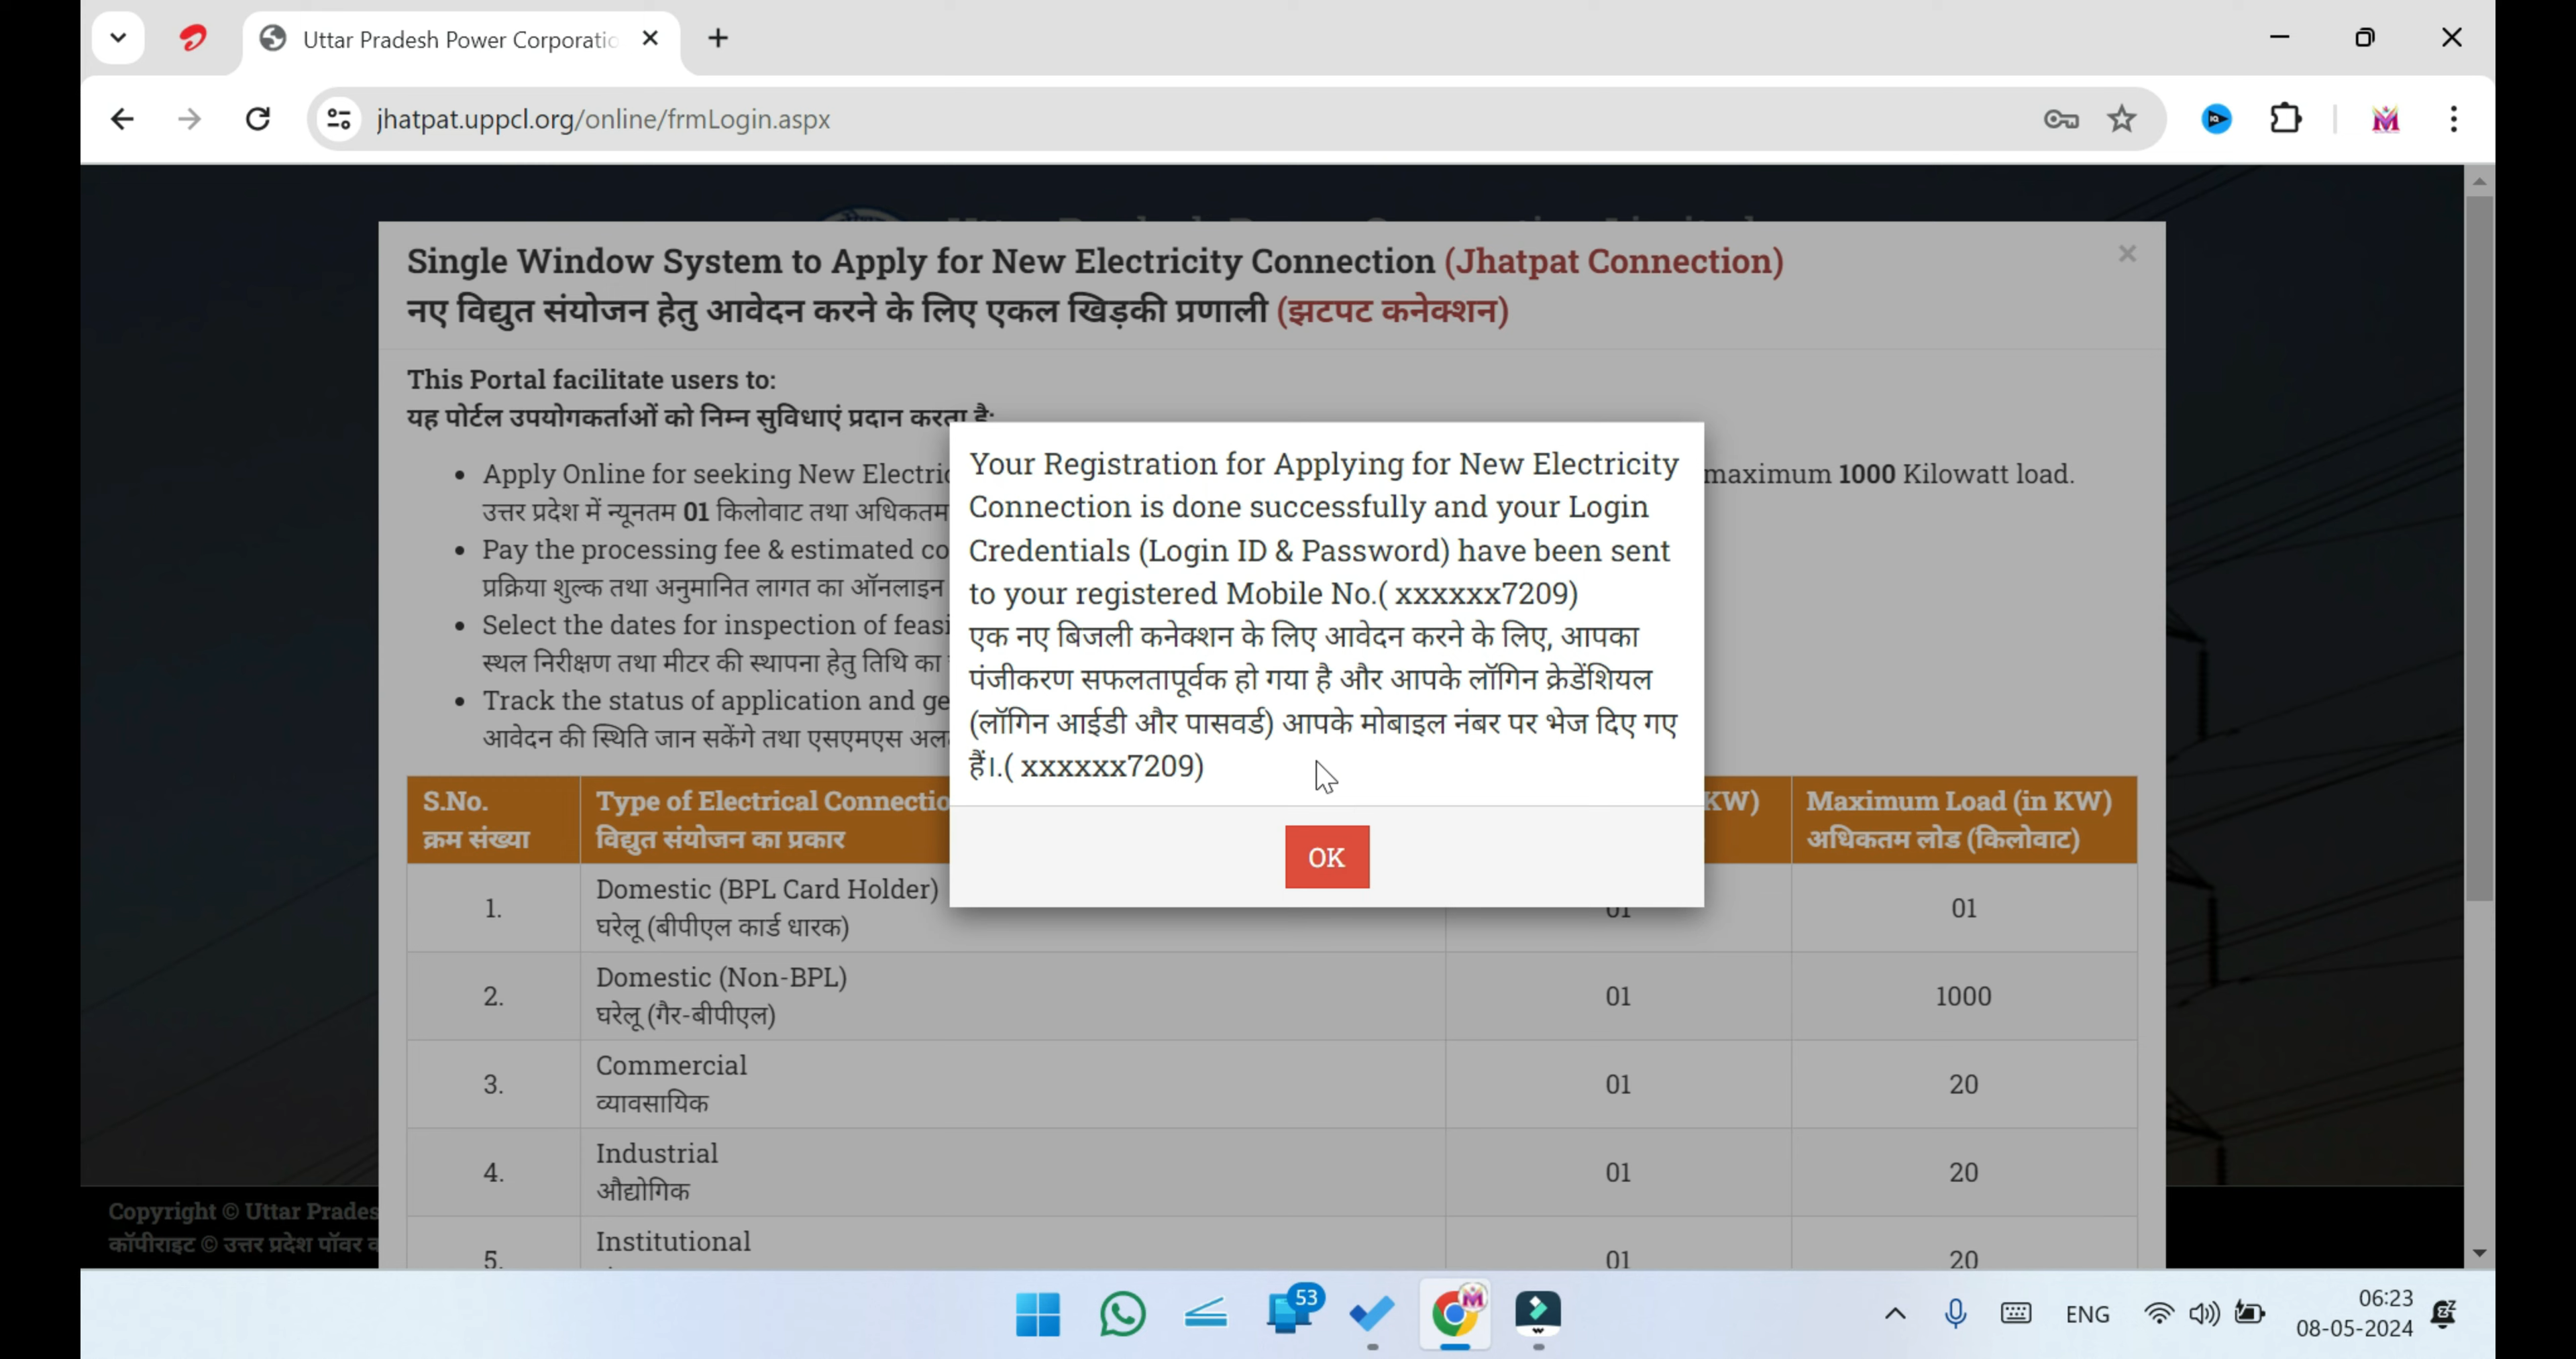 Uttar Pradesh Power Corporatio
jhatpat.uppcl.org/online/frmLogin.aspx
Single Window System to Apply for New Electricity Connection (Jhatpat Connection)
नए विद्युत संयोजन हेतु आवेदन करने के लिए एकल खिड़की प्रणाली (झटपट कनेक्शन)
This Portal facilitate users to:
यह पोर्टल उपयोगकर्ताओं को निम्न सुविधाएं प्रदान करता है:
Apply Online for seeking New Electric
maximum 1000 Kilowatt load.
उत्तर प्रदेश में न्यूनतम 01 किलोवाट तथा अधिकतम
Pay the processing fee & estimated co
प्रक्रिया शुल्क तथा अनुमानित लागत का ऑनलाइन
Select the dates for inspection of feasi
स्थल निरीक्षण तथा मीटर की स्थापना हेतु तिथि का
Track the status of application and ge
आवेदन की स्थिति जान सकेंगे तथा एसएमएस
Your Registration for Applying for New Electricity
Connection is done successfully and your Login
Credentials (Login ID & Password) have been sent
to your registered Mobile No.( xxxxxx7209)
एक नए बिजली कनेक्शन के लिए आवेदन करने के लिए, आपका
पंजीकरण सफलतापूर्वक हो गया है और आपके लॉगिन क्रेडेंशियल
(लॉगिन आईडी और पासवर्ड) आपके मोबाइल नंबर पर भेज दिए गए
हैं।.( xxxxxx7209)
OK
S.No. Type of Electrical Connectio KW) Maximum Load (in KW)
क्रम संख्या विद्युत संयोजन का प्रकार अधिकतम लोड (किलोवाट)
1. Domestic (BPL Card Holder) 01 01
घरेलू (बीपीएल कार्ड धारक)
2. Domestic (Non-BPL) 01 1000
घरेलू (गैर-बीपीएल)
3. Commercial 01 20
व्यावसायिक
4. Industrial 01 20
औद्योगिक
5. Institutional 01 20
Copyright © Uttar Prades
कॉपीराइट © उत्तर प्रदेश पॉवर
53
ENG
06:23
08-05-2024